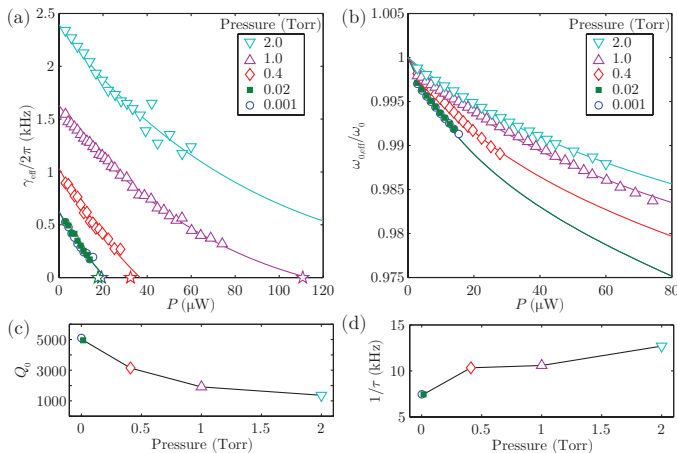 (a)
Pressure (Torr)
2.0
1.0
0.4
0.02
0.001
γeff/2π (kHz)
2.5
2
1.5
1
0.5
0
0 20 40 60 80 100 120
P (μW)
(b)
Pressure (Torr)
2.0
1.0
0.4
0.02
0.001
ω0,eff/ω0
1
0.995
0.99
0.985
0.98
0.975
0 20 40 60 80
P (μW)
(c)
Q0
5000
3000
1000
0 0.5 1 1.5 2
Pressure (Torr)
(d)
1/τ (kHz)
15
10
5
0 0.5 1 1.5 2
Pressure (Torr)